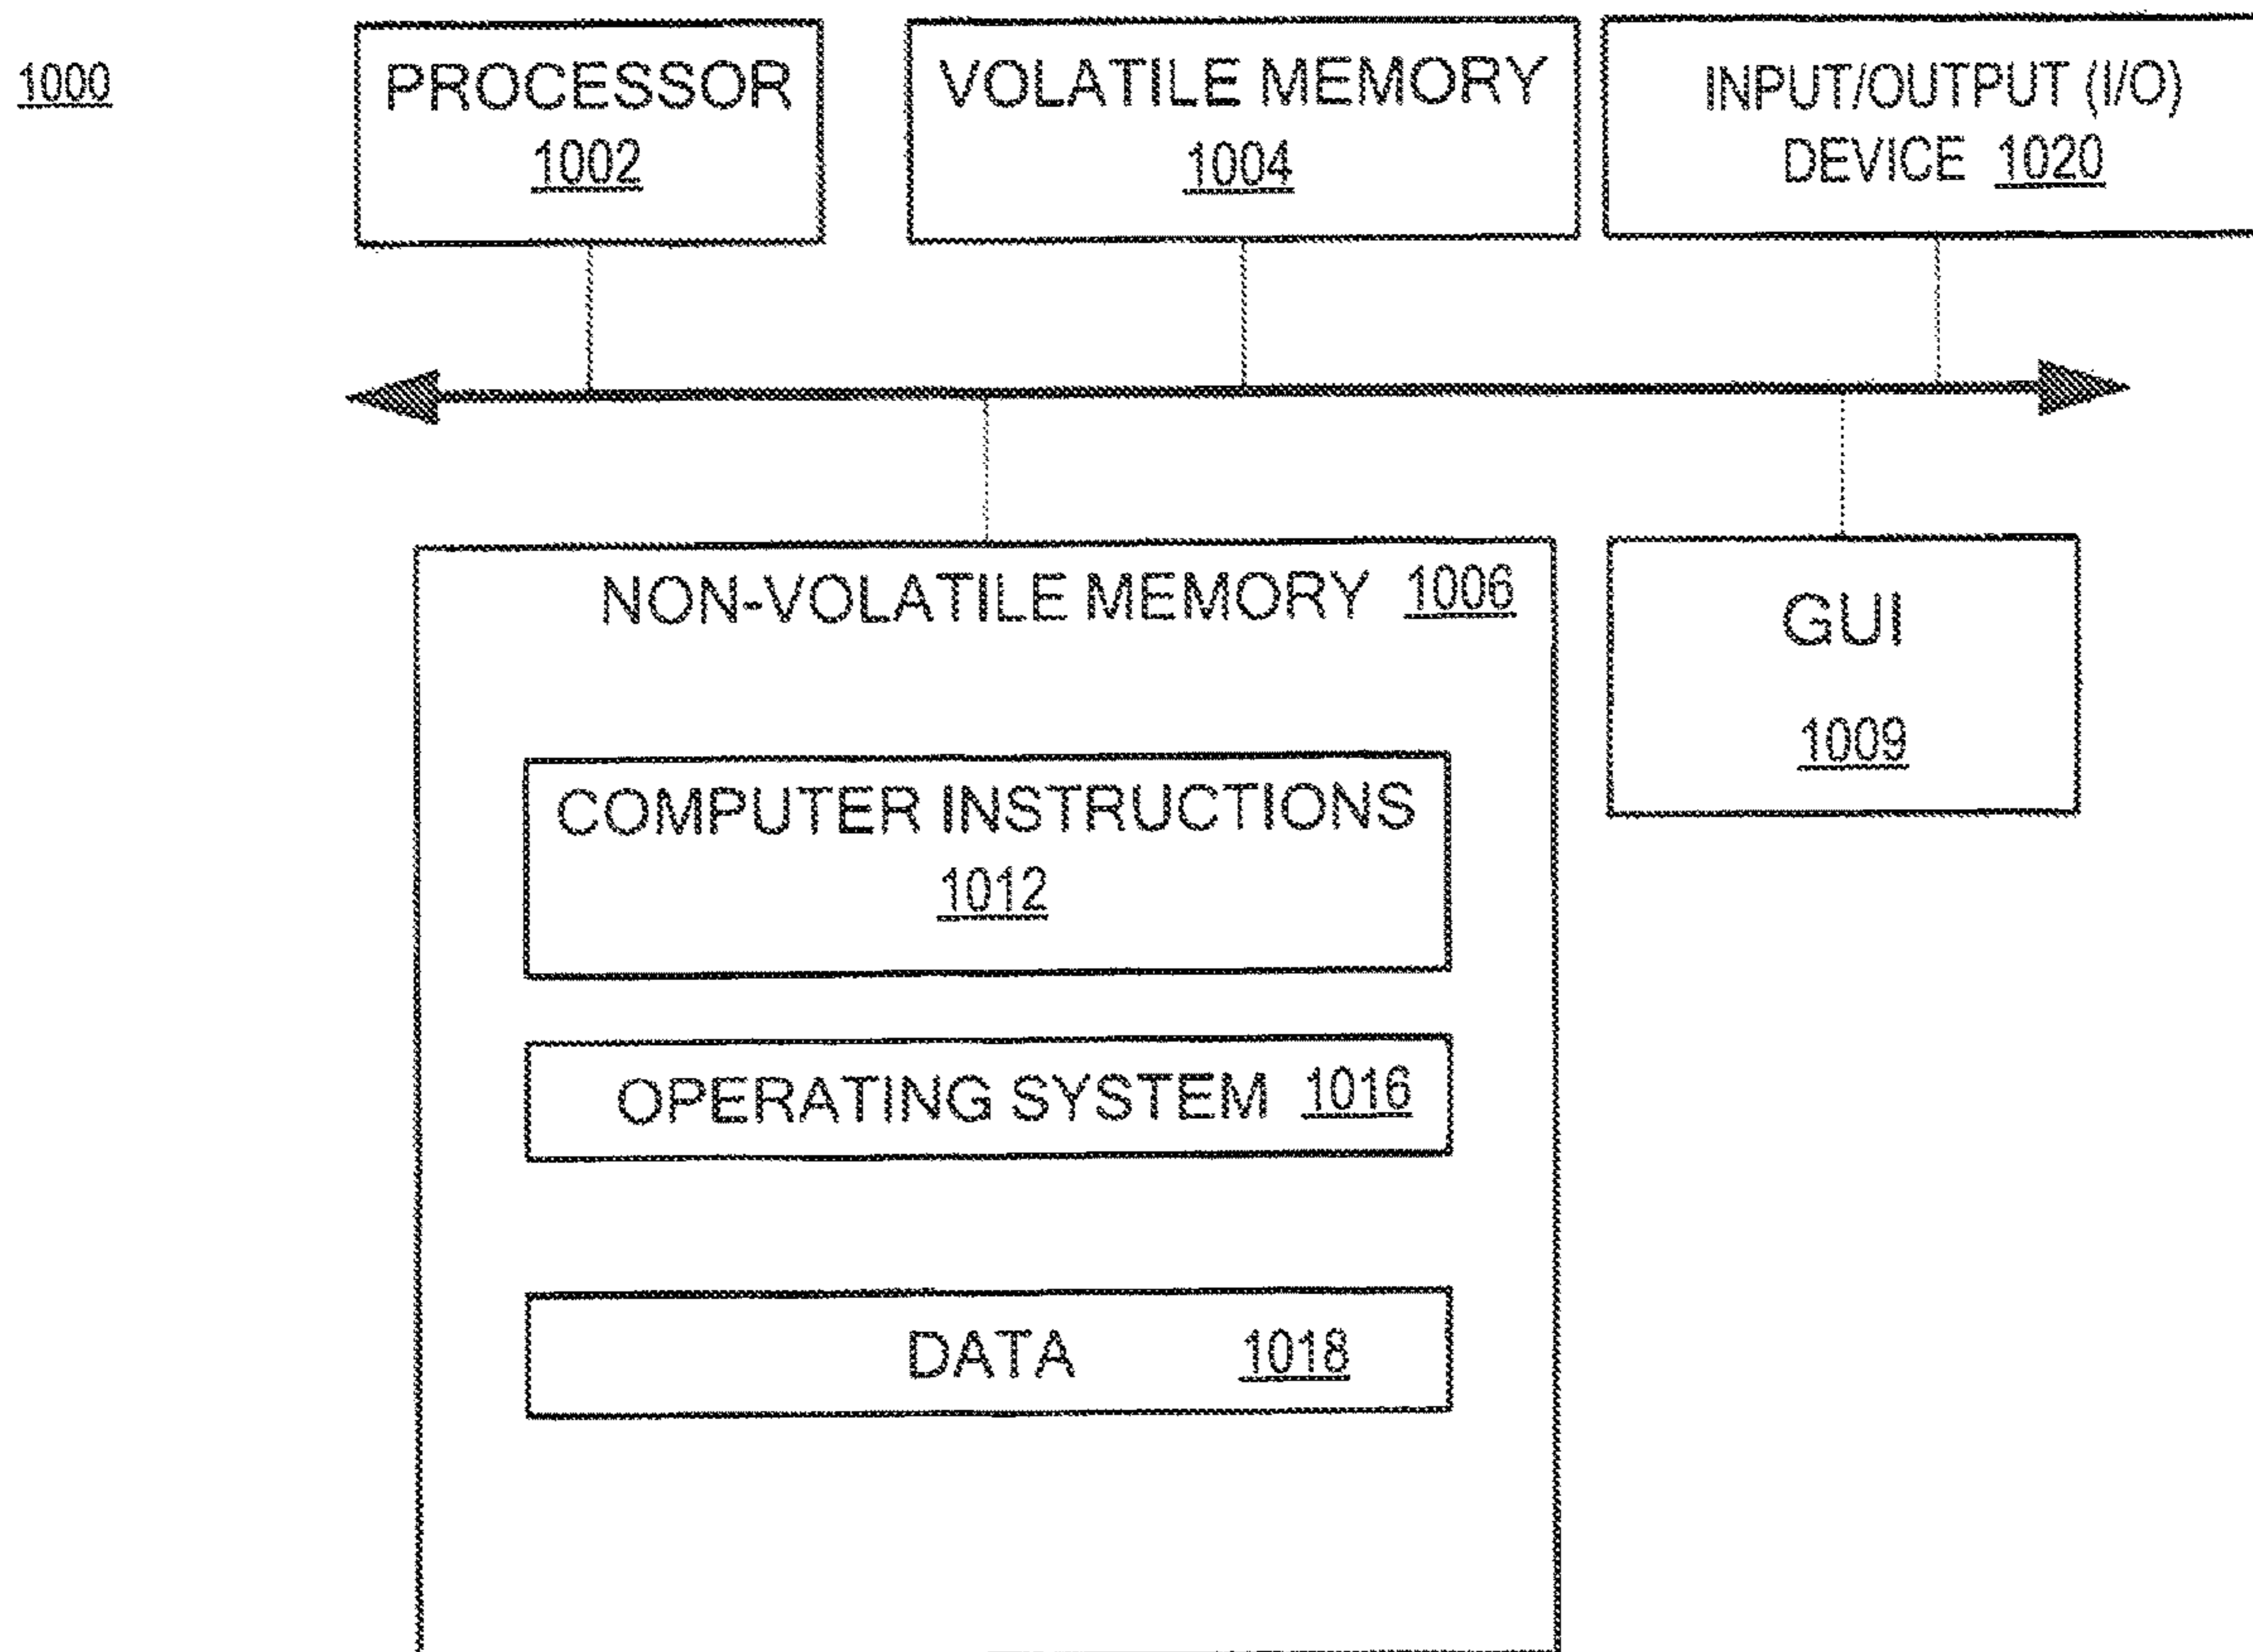 1000
PROCESSOR
1002
VOLATILE MEMORY
1004
INPUT/OUTPUT (I/O)
DEVICE 1020
NON-VOLATILE MEMORY 1006
COMPUTER INSTRUCTIONS
1012
OPERATING SYSTEM 1016
DATA 1018
GUI
1009